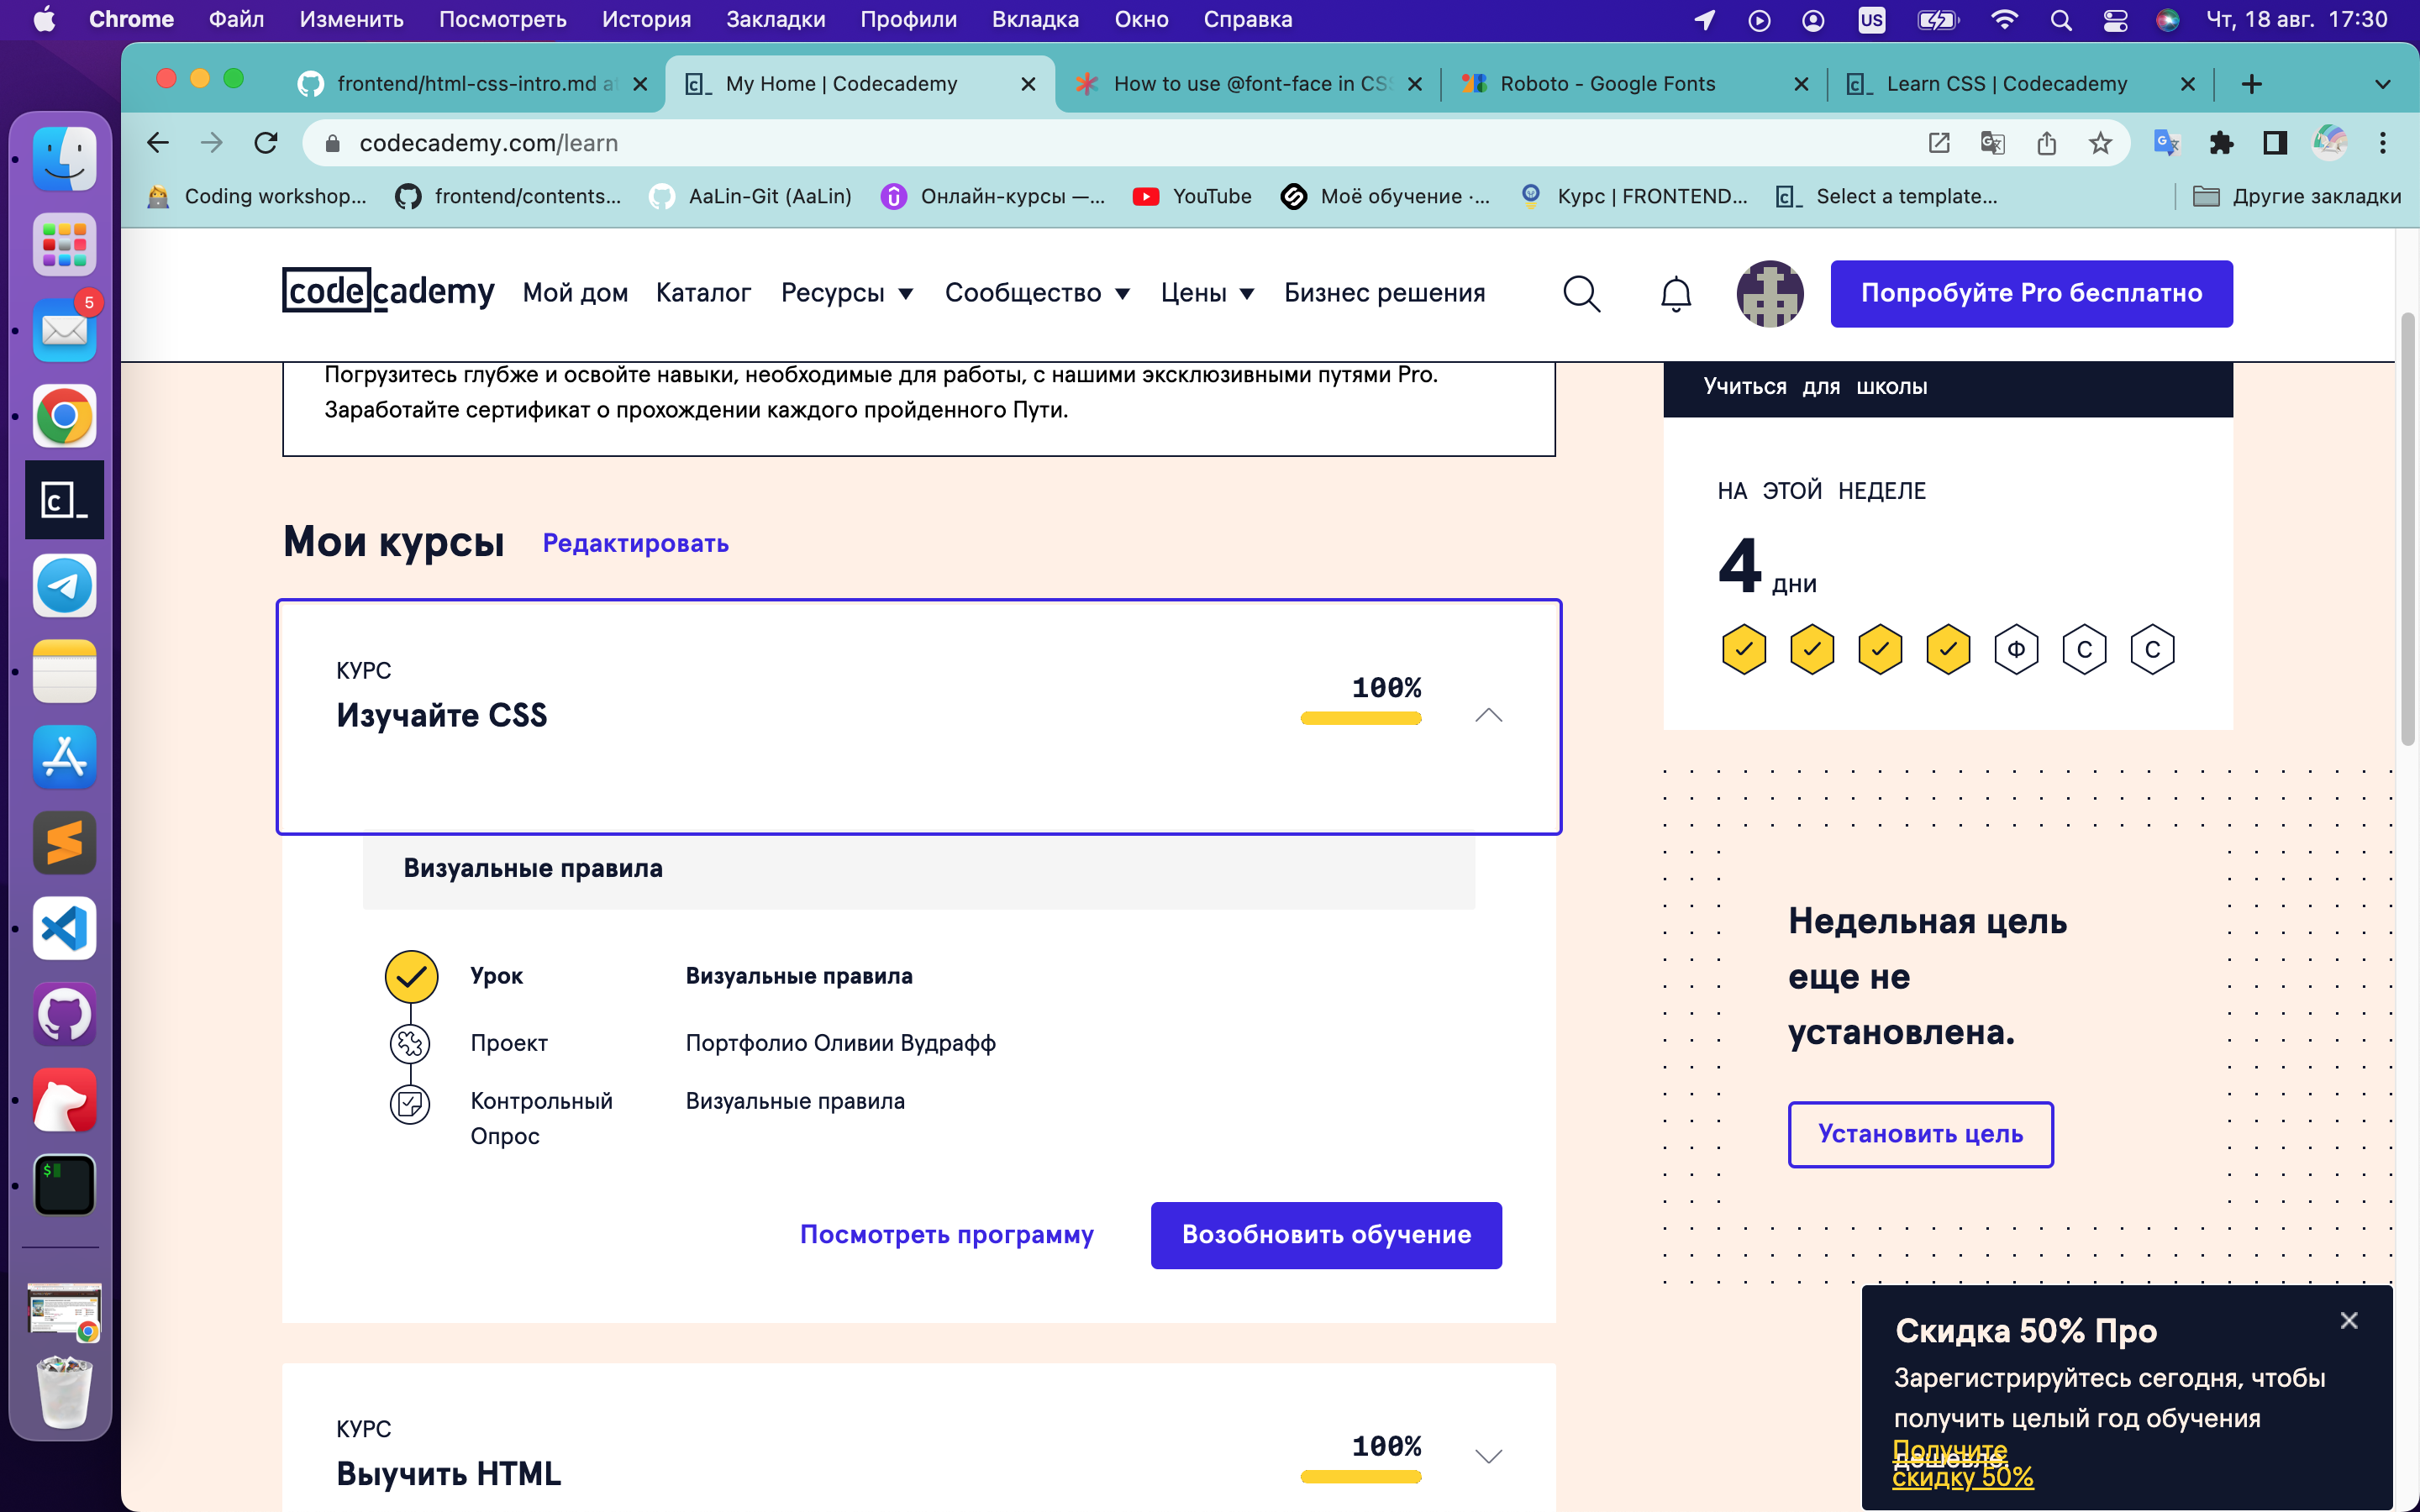 Chrome Файл Изменить Посмотреть История Закладки Профили Вкладка Окно Справка US Чт, 18 авг. 17:30
frontend/html-css-intro.md at
My Home | Codecademy
How to use @font-face in CSS
Roboto - Google Fonts
Learn CSS | Codecademy
codecademy.com/learn
Coding workshop...
frontend/contents...
AaLin-Git (AaLin)
Онлайн-курсы —...
YouTube
Моё обучение ·...
Курс | FRONTEND...
Select a template...
Другие закладки
5
codecademy Мой дом Каталог Ресурсы Сообщество Цены Бизнес решения Попробуйте Pro бесплатно
Погрузитесь глубже и освойте навыки, необходимые для работы, с нашими эксклюзивными путями Pro.
Заработайте сертификат о прохождении каждого пройденного Пути.
Мои курсы Редактировать
КУРС
Изучайте CSS
100%
Визуальные правила
Урок Визуальные правила
Проект Портфолио Оливии Вудрафф
Контрольный Визуальные правила
Опрос
Посмотреть программу Возобновить обучение
КУРС
Выучить HTML
100%
Учиться для школы
НА ЭТОЙ НЕДЕЛЕ
4 дни
Ф С С
Недельная цель
еще не
установлена.
Установить цель
Скидка 50% Про
Зарегистрируйтесь сегодня, чтобы
получить целый год обучения
дешевле.
Получите
скидку 50%
c_
$